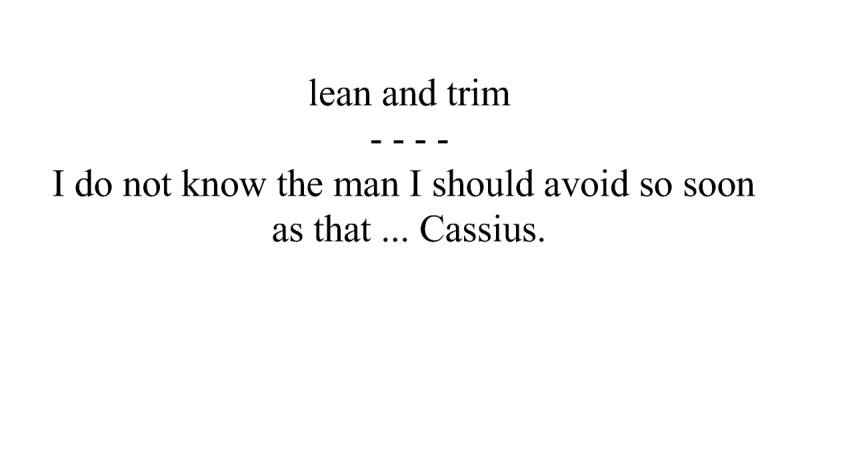 lean and trim
- - - -
I do not know the man I should avoid so soon
as that ... Cassius.